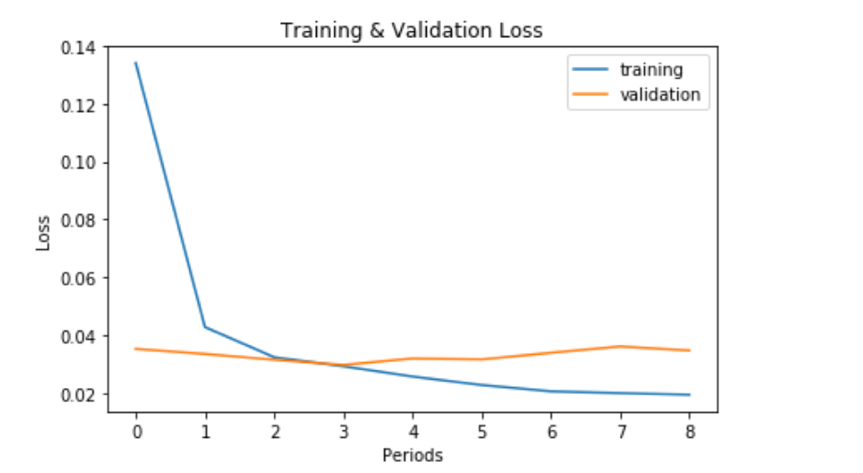 Training & Validation Loss
0.14
0.12
0.10
0.08
0.06
0.04
0.02
Loss
training
validation
0 1 2 3 4 5 6 7 8
Periods